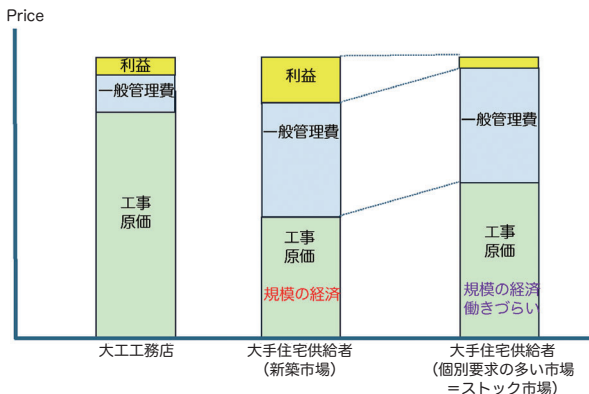 Price
利益
一般管理費
工事
原価
利益
一般管理費
工事
原価
規模の経済
一般管理費
工事
原価
規模の経済
働きづらい
大工工務店
大手住宅供給者
（新築市場）
大手住宅供給者
（個別要求の多い市場
＝ストック市場）